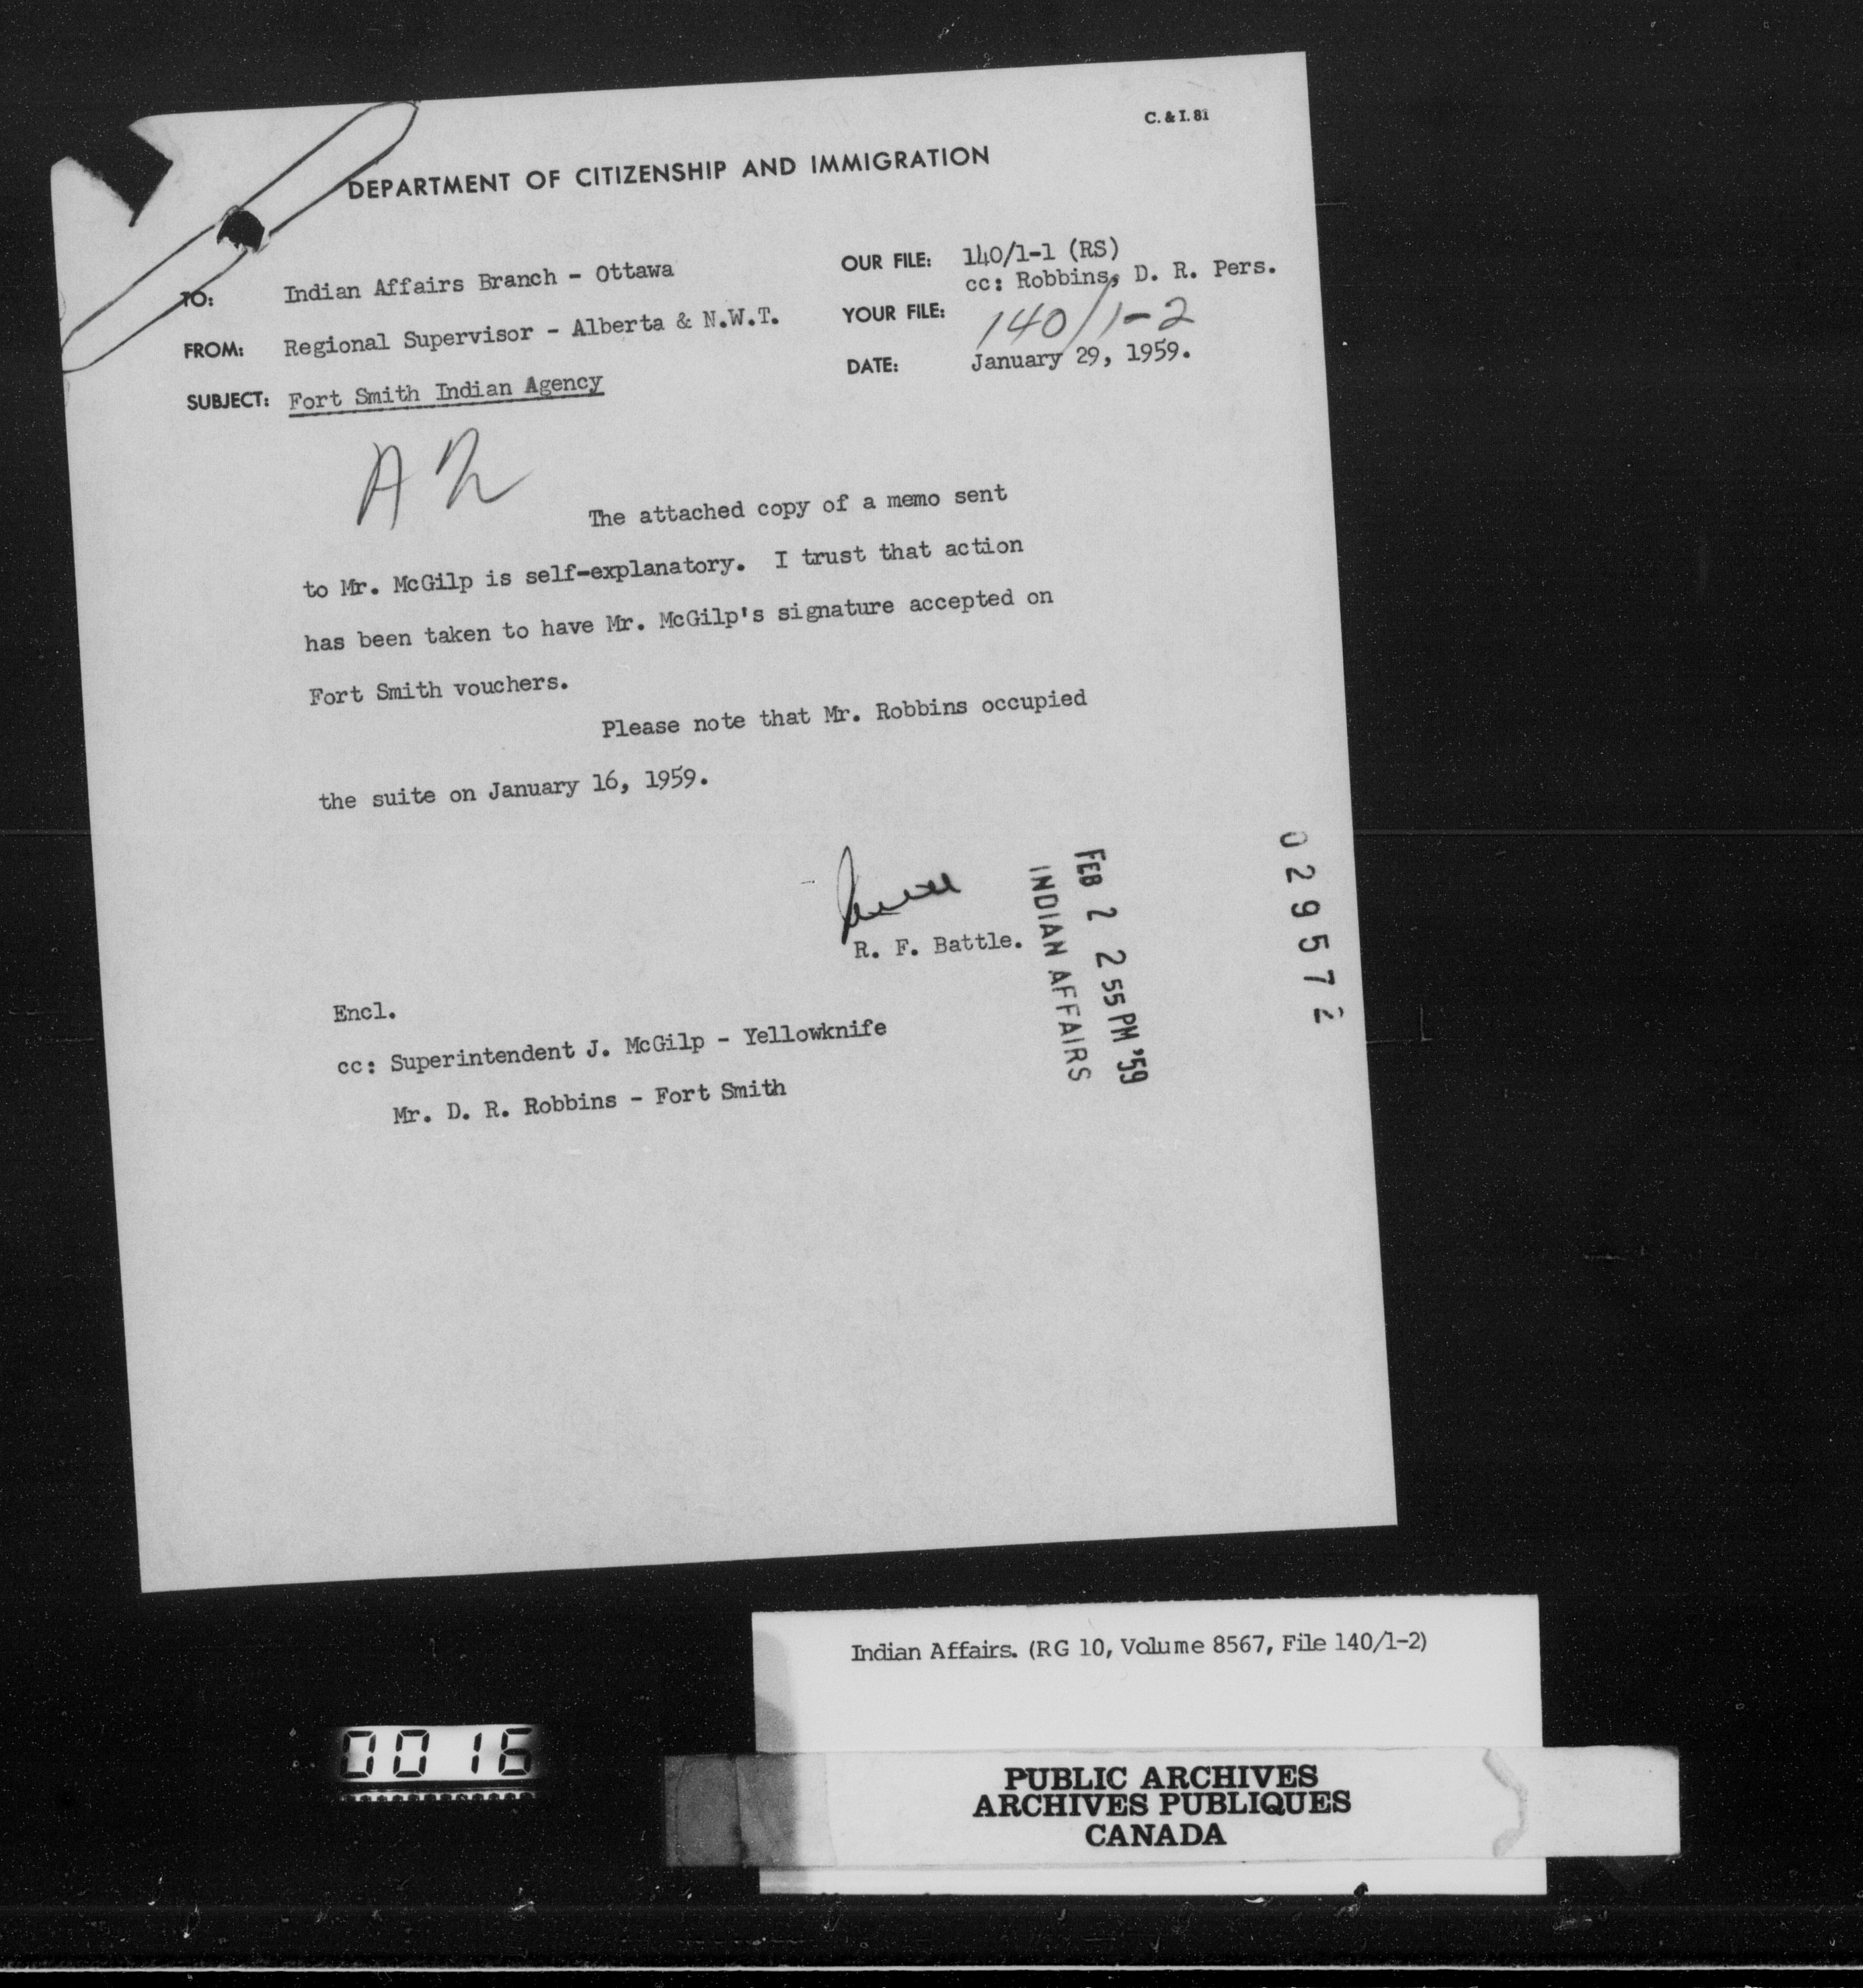 C. & I. 81
DEPARTMENT OF CITIZENSHIP AND IMMIGRATION
TO: Indian Affairs Branch - Ottawa
FROM: Regional Supervisor - Alberta & N.W.T.
SUBJECT: Fort Smith Indian Agency
OUR FILE: 140/1-1 (RS)
cc: Robbins, D. R. Pers.
YOUR FILE: 140/1-2
DATE: January 29, 1959.
The attached copy of a memo sent
to Mr. McGilp is self-explanatory. I trust that action
has been taken to have Mr. McGilp's signature accepted on
Fort Smith vouchers.
Please note that Mr. Robbins occupied
the suite on January 16, 1959.
R. F. Battle.
FEB 2 2 55 PM '59
INDIAN AFFAIRS
029572
Encl.
cc: Superintendent J. McGilp - Yellowknife
Mr. D. R. Robbins - Fort Smith
Indian Affairs. (RG 10, Volume 8567, File 140/1-2)
0016
PUBLIC ARCHIVES
ARCHIVES PUBLIQUES
CANADA